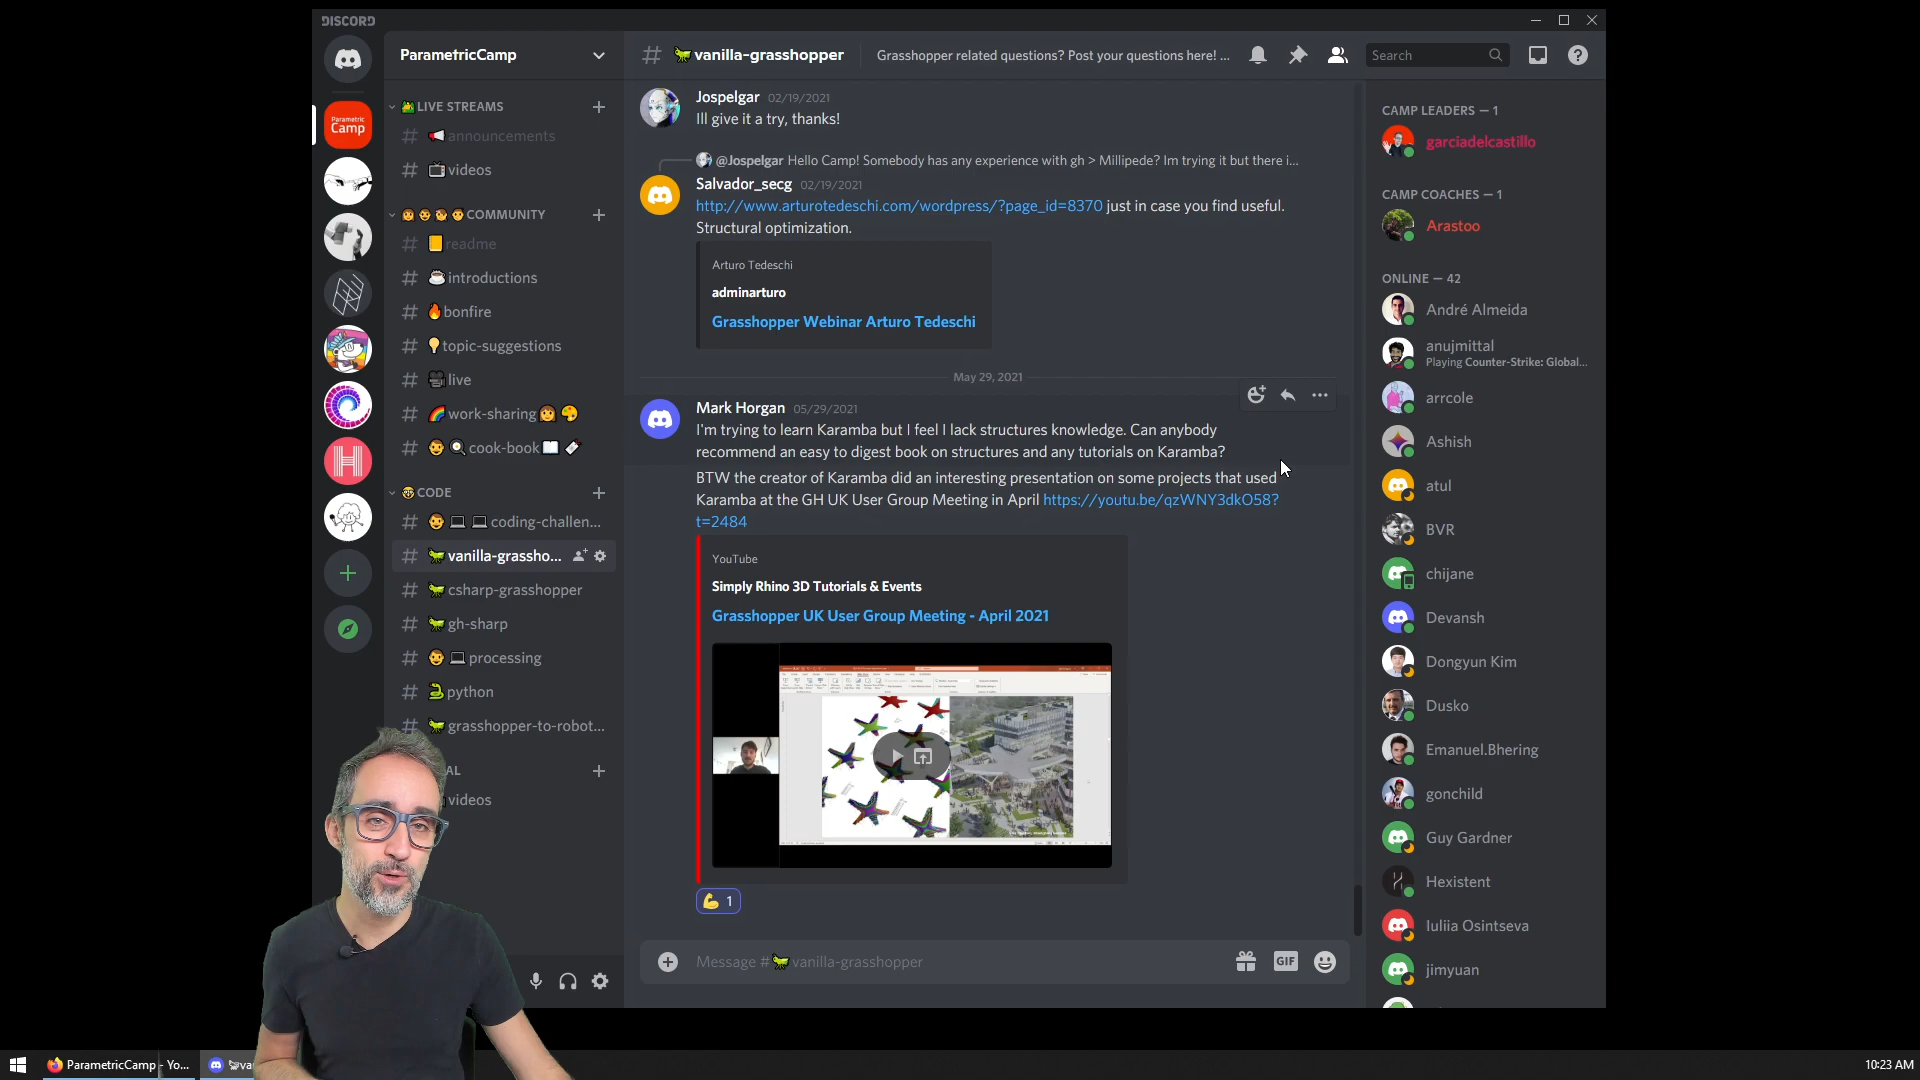 DISCORD
ParametricCamp
vanilla-grasshopper
Grasshopper related questions? Post your questions here! ...
Search
Parametric
Camp
LIVE STREAMS
announcements
videos
COMMUNITY
readme
introductions
bonfire
topic-suggestions
live
work-sharing
cook-book
CODE
coding-challen...
vanilla-grassho...
csharp-grasshopper
gh-sharp
processing
python
grasshopper-to-robot...
AL
videos
Jospelgar 02/19/2021
Ill give it a try, thanks!
@Jospelgar Hello Camp! Somebody has any experience with gh > Millipede? Im trying it but there i...
Salvador_secg 02/19/2021
http://www.arturotedeschi.com/wordpress/?page_id=8370 just in case you find useful.
Structural optimization.
Arturo Tedeschi
adminarturo
Grasshopper Webinar Arturo Tedeschi
May 29, 2021
Mark Horgan 05/29/2021
I'm trying to learn Karamba but I feel I lack structures knowledge. Can anybody
recommend an easy to digest book on structures and any tutorials on Karamba?
BTW the creator of Karamba did an interesting presentation on some projects that used
Karamba at the GH UK User Group Meeting in April https://youtu.be/qzWNY3dkO58?
t=2484
YouTube
Simply Rhino 3D Tutorials & Events
Grasshopper UK User Group Meeting - April 2021
1
Message # vanilla-grasshopper
GIF
CAMP LEADERS — 1
garciadelcastillo
CAMP COACHES — 1
Arastoo
ONLINE — 42
André Almeida
anujmittal
Playing Counter-Strike: Global...
arrcole
Ashish
atul
BVR
chijane
Devansh
Dongyun Kim
Dusko
Emanuel.Bhering
gonchild
Guy Gardner
Hexistent
Iuliia Osintseva
jimyuan
ParametricCamp - Yo...
10:23 AM